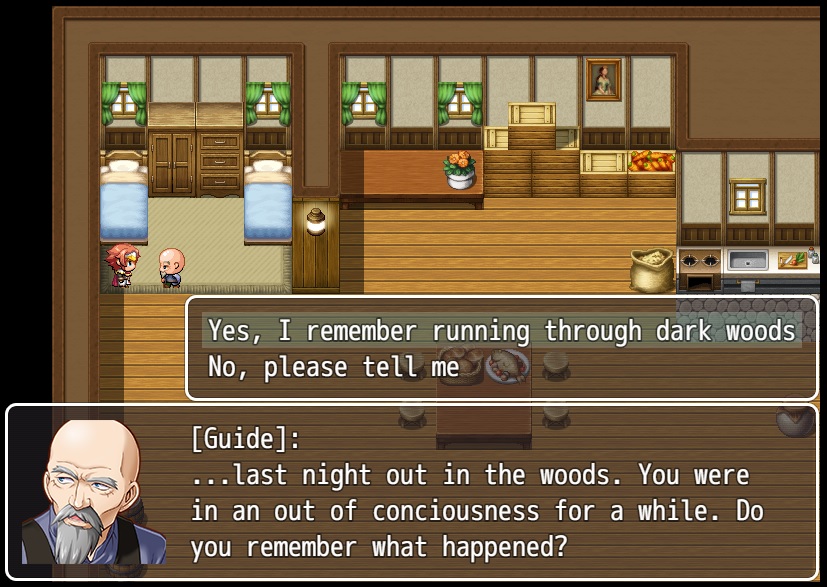 Yes, I remember running through dark woods
No, please tell me
[Guide]:
...last night out in the woods. You were
in an out of conciousness for a while. Do
you remember what happened?